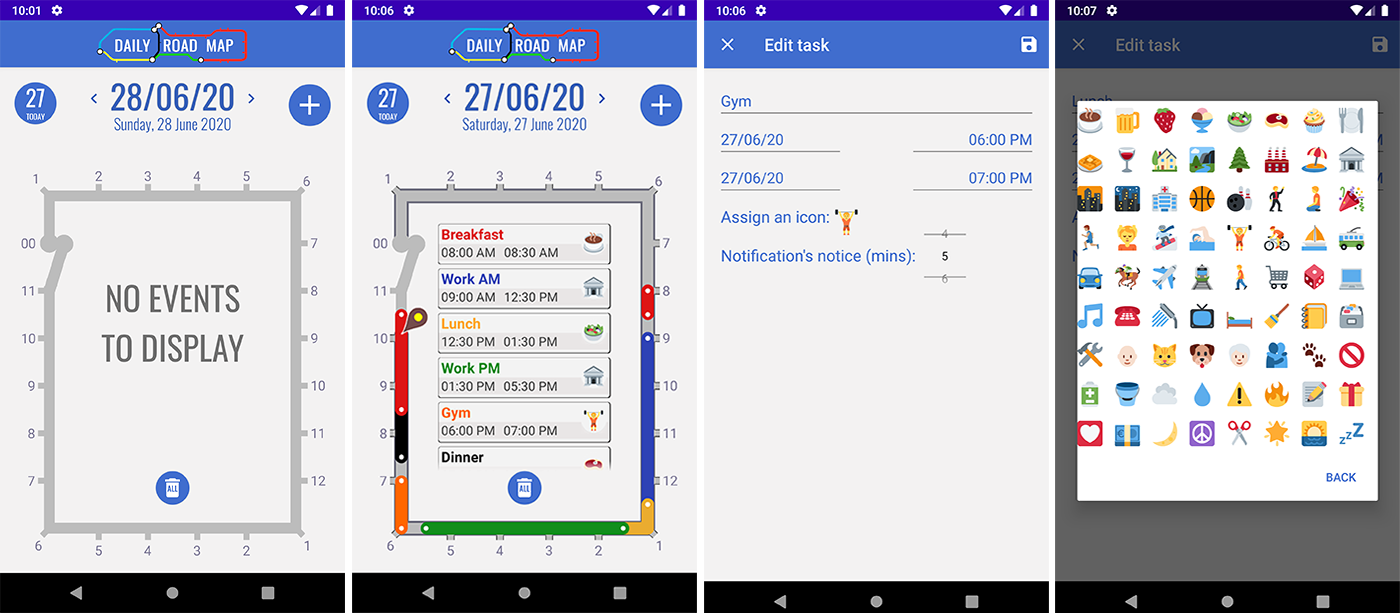 10:01
DAILY ROAD MAP
27
TODAY
28/06/20
Sunday, 28 June 2020
1 2 3 4 5 6
00 7
11 8
NO EVENTS
TO DISPLAY
10 9
9 10
8 11
7 12
ALL
6 5 4 3 2 1
10:06
DAILY ROAD MAP
27
TODAY
27/06/20
Saturday, 27 June 2020
1 2 3 4 5 6
Breakfast
00 7
08:00 AM 08:30 AM
Work AM
11 8
09:00 AM 12:30 PM
Lunch
10 9
12:30 PM 01:30 PM
Work PM
9 10
01:30 PM 05:30 PM
Gym
8 11
06:00 PM 07:00 PM
Dinner
7 12
ALL
6 5 4 3 2 1
10:06
Edit task
Gym
27/06/20 06:00 PM
27/06/20 07:00 PM
Assign an icon:
4
Notification's notice (mins): 5
6
10:07
Edit task
Lunch
zzZ
BACK